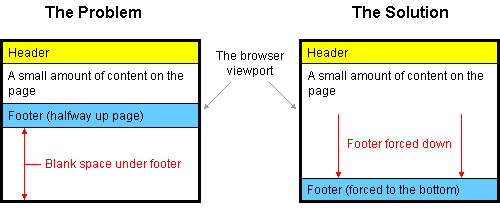 The Problem
Header
A small amount of content on the
page
Footer (halfway up page)
Blank space under footer
The browser
viewport
The Solution
Header
A small amount of content on the
page
Footer forced down
Footer (forced to the bottom)